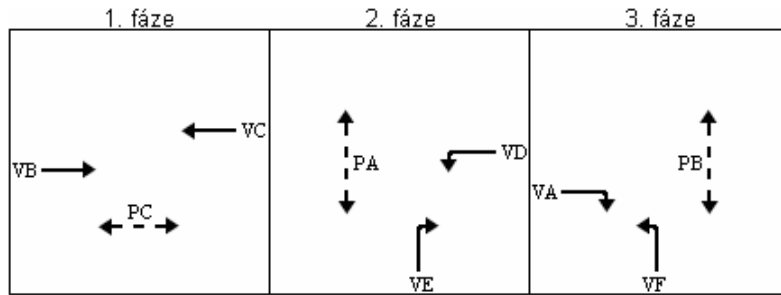 1. fáze 2. fáze 3. fáze
VC
VB
PC
PA
VD
VE
PB
VA
VF